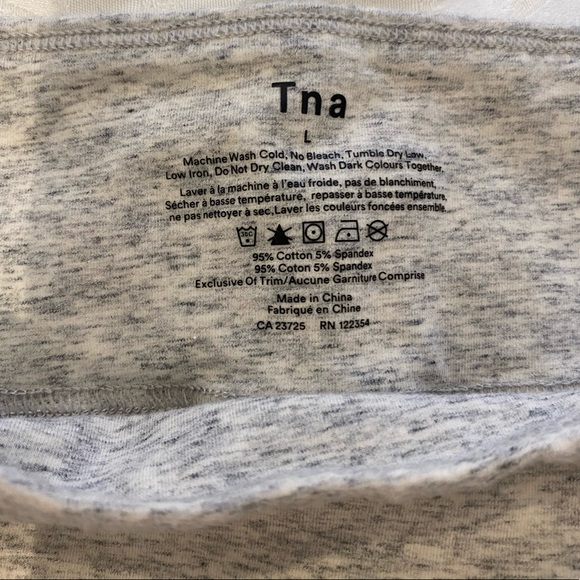 Tna
L
Machine Wash Cold, No Bleach, Tumble Dry Low,
Low Iron, Do Not Dry Clean, Wash Dark Colours Together.
Laver à la machine à l'eau froide, pas de blanchiment,
Sécher à basse température, repasser à basse température,
ne pas nettoyer à sec, Laver les couleurs foncées ensemble.
30C
95% Cotton 5% Spandex
95% Coton 5% Spandex
Exclusive Of Trim/Aucune Garniture Comprise
Made in China
Fabriqué en Chine
CA 23725 RN 122354